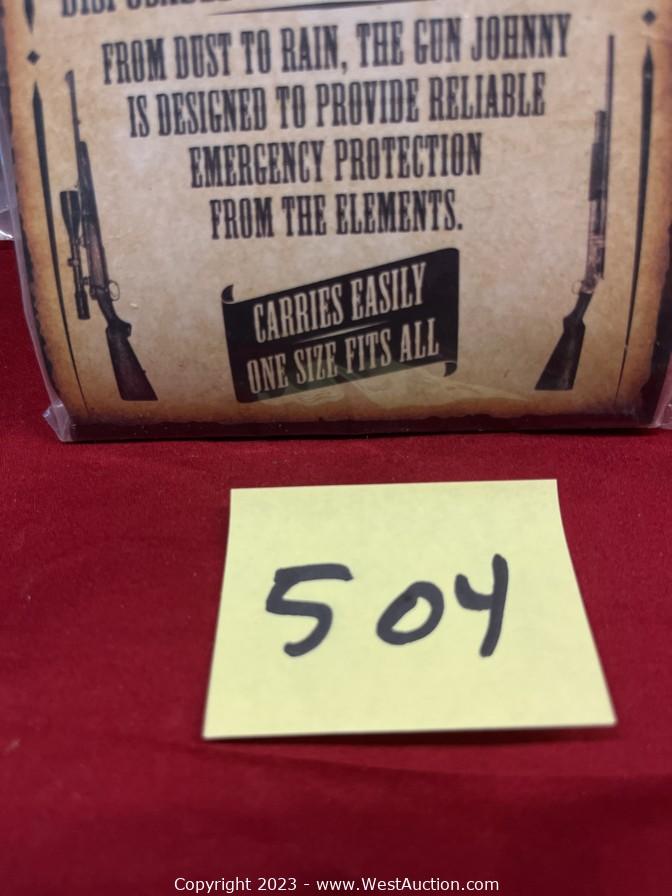 FROM DUST TO RAIN, THE GUN JOHNNY
IS DESIGNED TO PROVIDE RELIABLE
EMERGENCY PROTECTION
FROM THE ELEMENTS.
CARRIES EASILY
ONE SIZE FITS ALL
504
Copyright 2023 - www.WestAuction.com